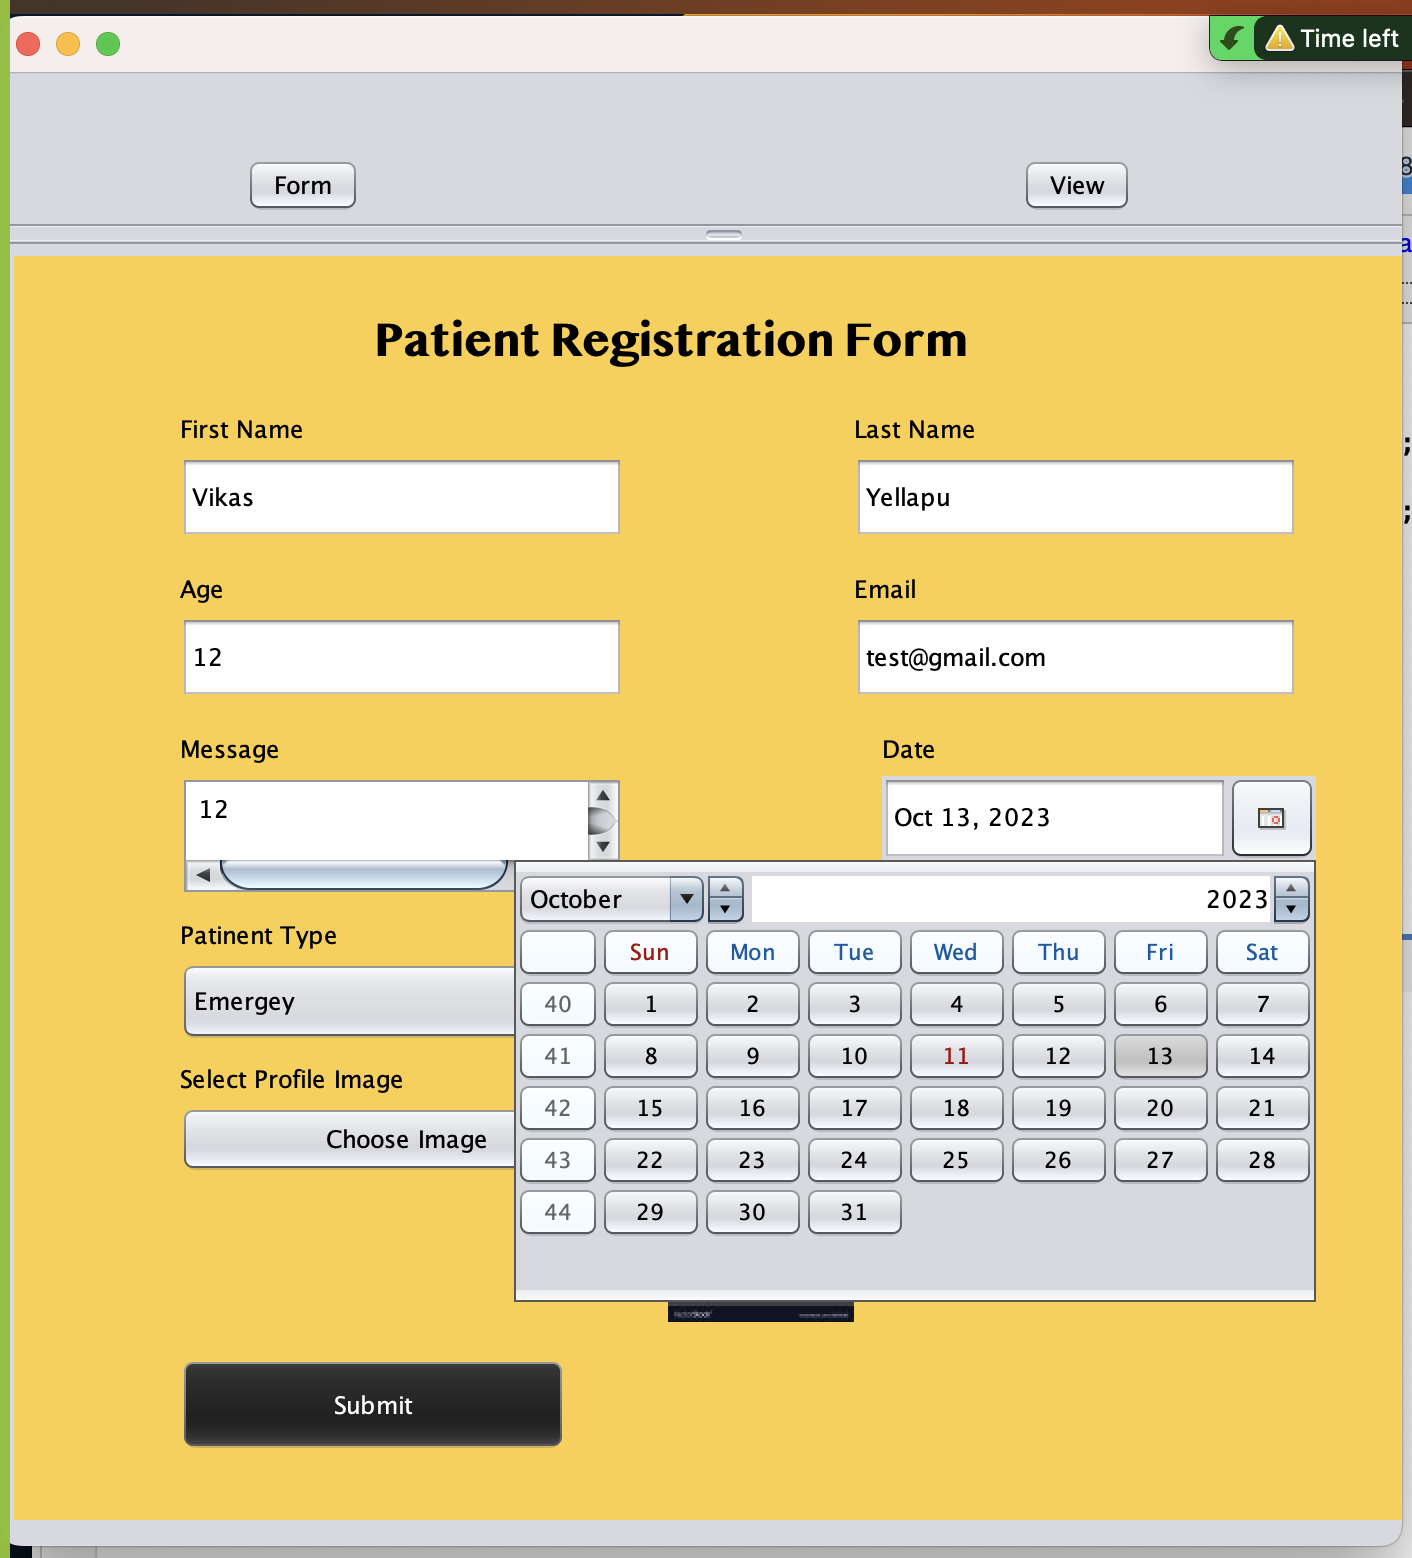 Time left
Form View
Patient Registration Form
First Name Last Name
Vikas Yellapu
Age Email
12 test@gmail.com
Message Date
12 Oct 13, 2023
October 2023
Patinent Type
Sun Mon Tue Wed Thu Fri Sat
Emergey
40 1 2 3 4 5 6 7
41 8 9 10 11 12 13 14
Select Profile Image
42 15 16 17 18 19 20 21
Choose Image
43 22 23 24 25 26 27 28
44 29 30 31
Submit